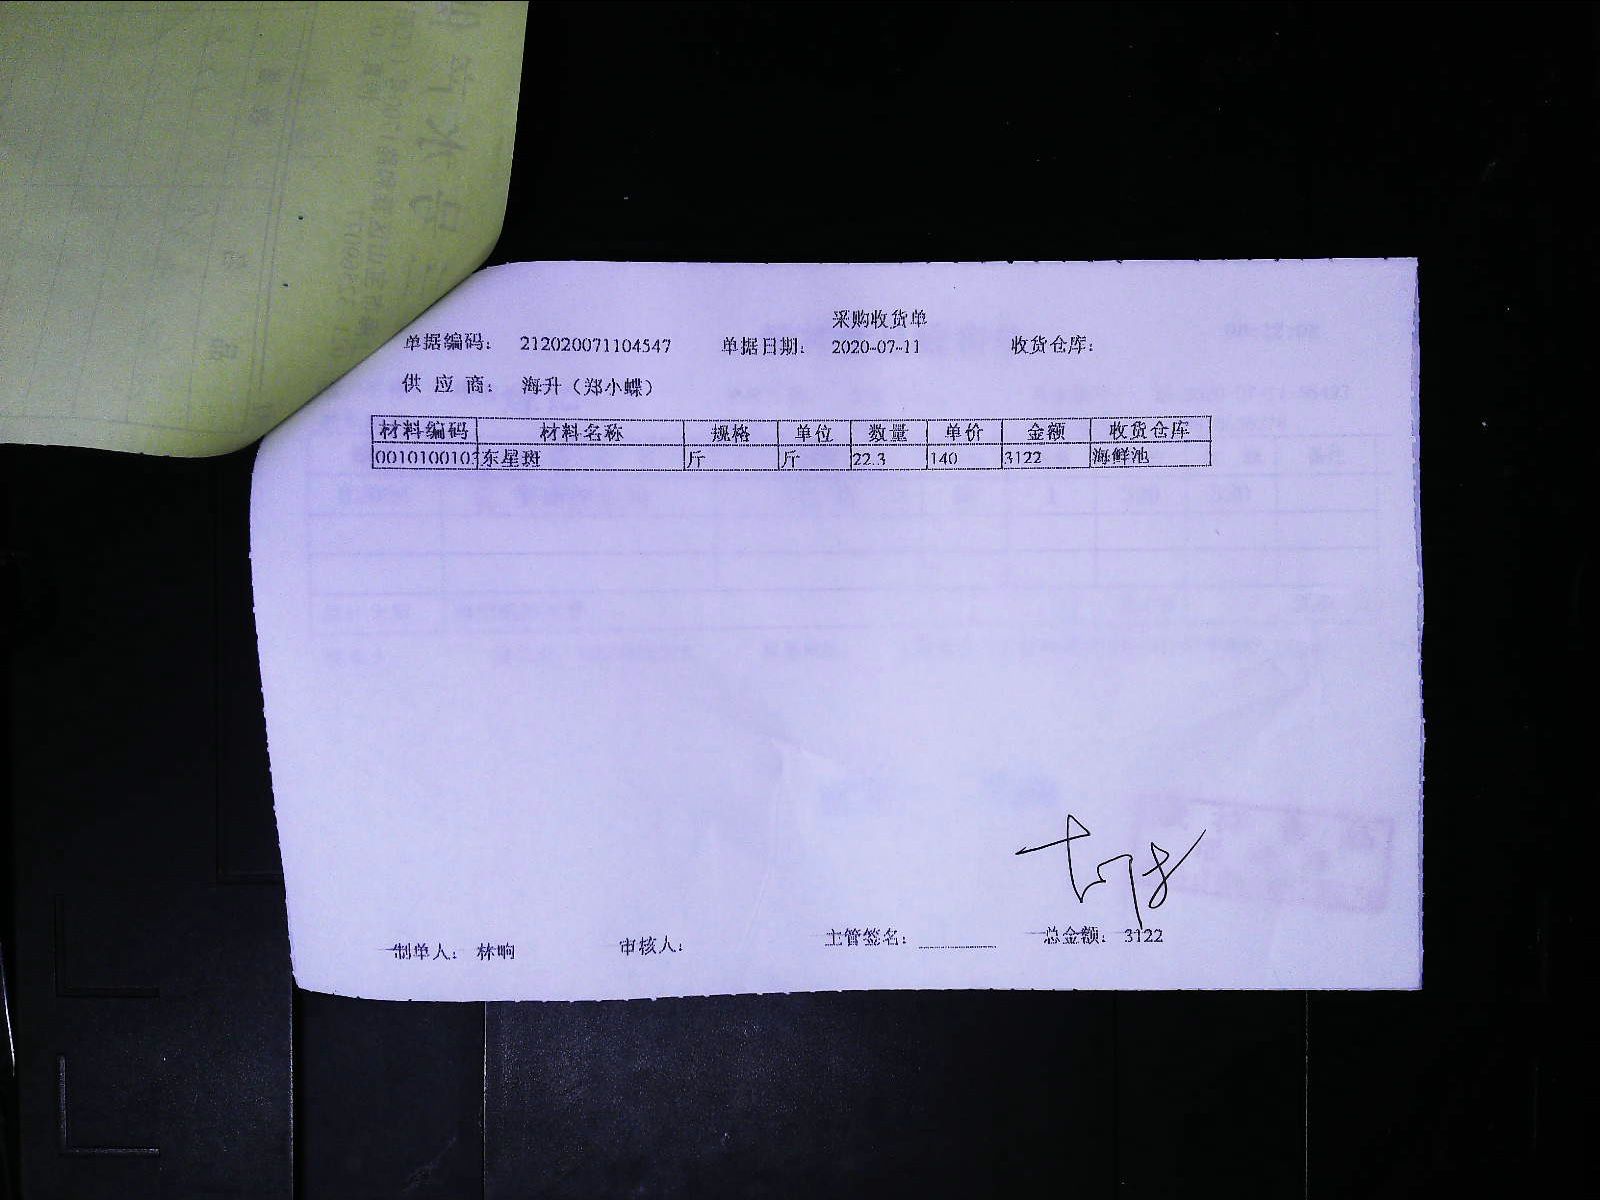 采购收货单
单据编码： 212020071104547 单据日期： 2020-07-11 收货仓库：
供 应 商： 海升（郑小蝶）
材料编码 材料名称 规格 单位 数量 单价 金额 收货仓库
0010100103 东星斑 斤 斤 22.3 140 3122 海鲜池
制单人： 林响 审核人： 主管签名： 总金额： 3122